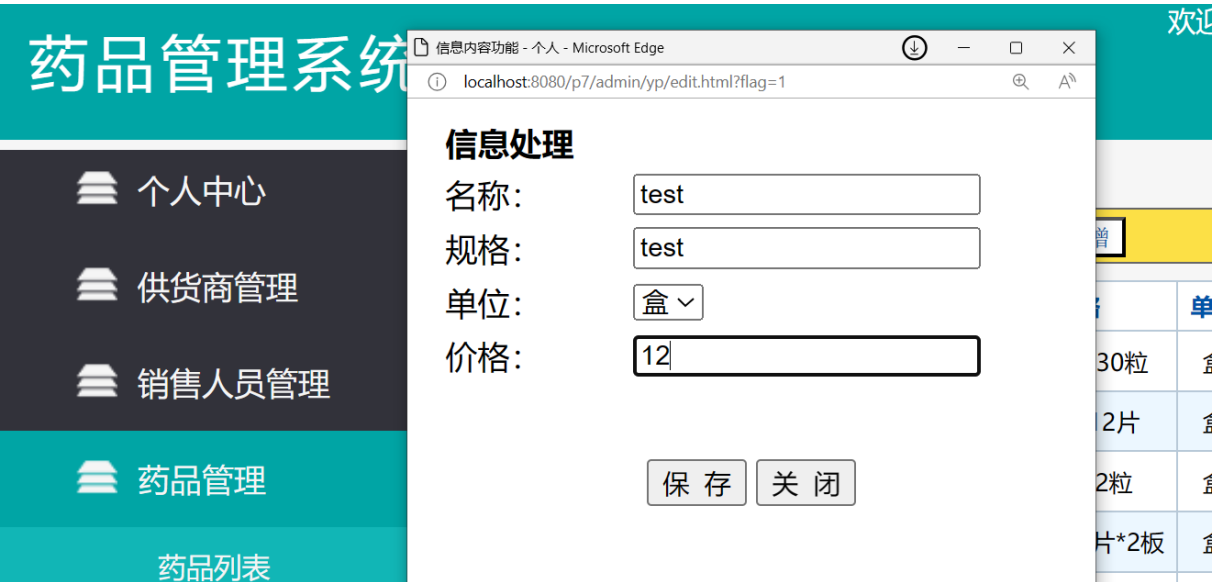 欢迎
药品管理系统
信息内容功能 - 个人 - Microsoft Edge
localhost:8080/p7/admin/yp/edit.html?flag=1
信息处理
名称： test
规格： test
单位： 盒
价格： 12
保 存 关 闭
个人中心
供货商管理
销售人员管理
药品管理
药品列表
增
单
30粒
12片
2粒
片*2板